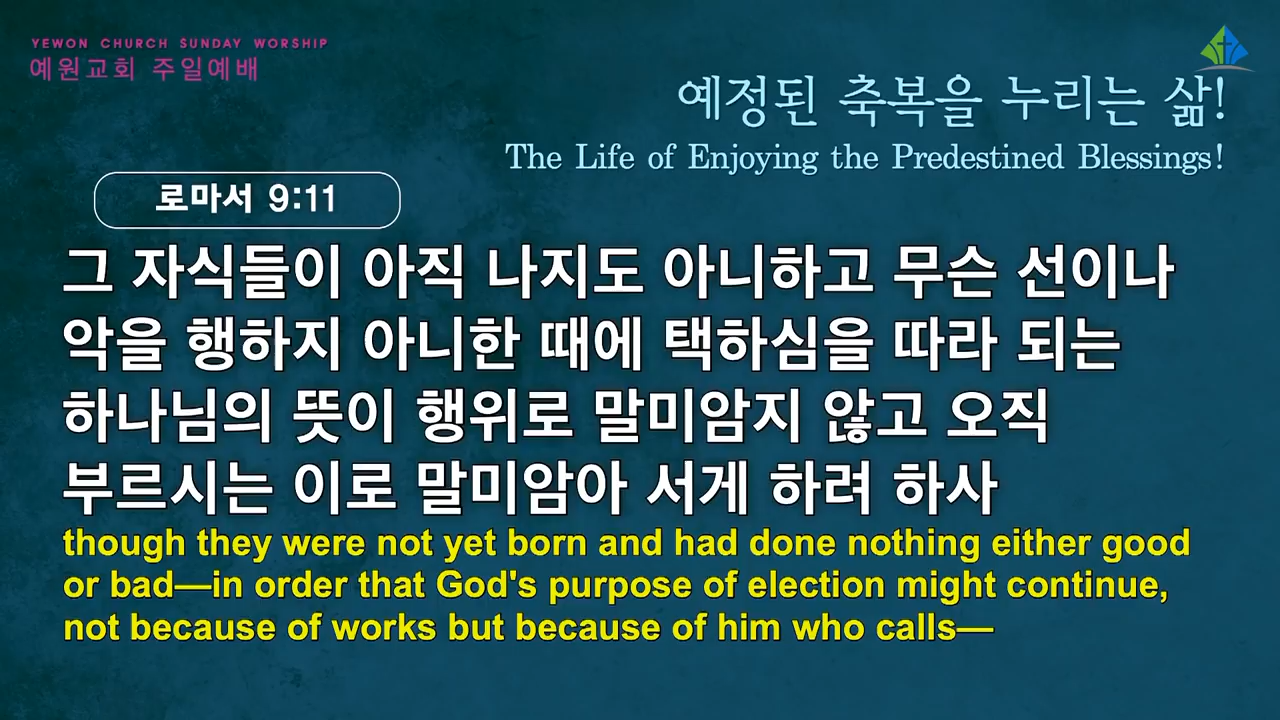 YEWON CHURCH SUNDAY WORSHIP
예원교회 주일예배
예정된 축복을 누리는 삶!
The Life of Enjoying the Predestined Blessings!
로마서 9:11
그 자식들이 아직 나지도 아니하고 무슨 선이나
악을 행하지 아니한 때에 택하심을 따라 되는
하나님의 뜻이 행위로 말미암지 않고 오직
부르시는 이로 말미암아 서게 하려 하사
though they were not yet born and had done nothing either good
or bad—in order that God's purpose of election might continue,
not because of works but because of him who calls—